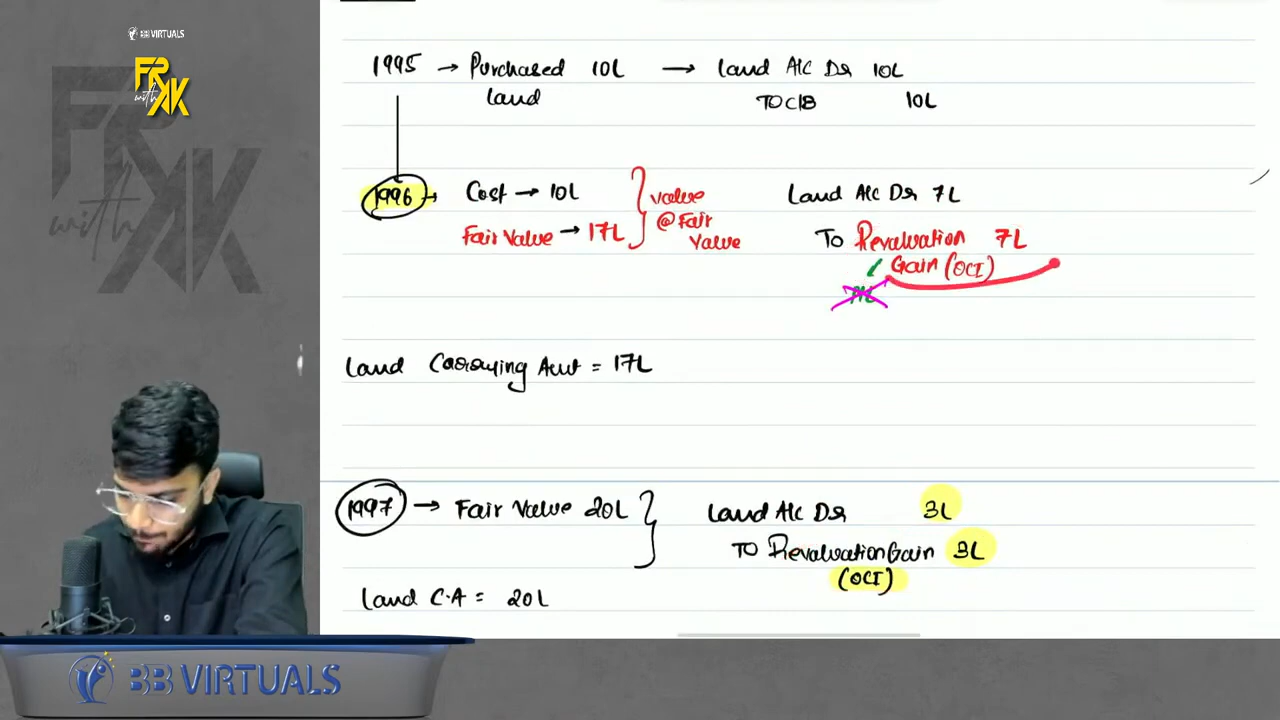 BB VIRTUALS
FR
with
AK
1995 → Purchased 10L → Land A/c Dr 10L
Land TO C/B 10L
1996 → Cost → 10L } Value Land A/c Dr 7L
Fair Value → 17L @ Fair Value To Revaluation 7L
Gain (OCI)
Land Carrying Amt = 17L
1997 → Fair Value 20L } Land A/c Dr 3L
TO Revaluation Gain 3L
(OCI)
Land C.A = 20L
BB VIRTUALS